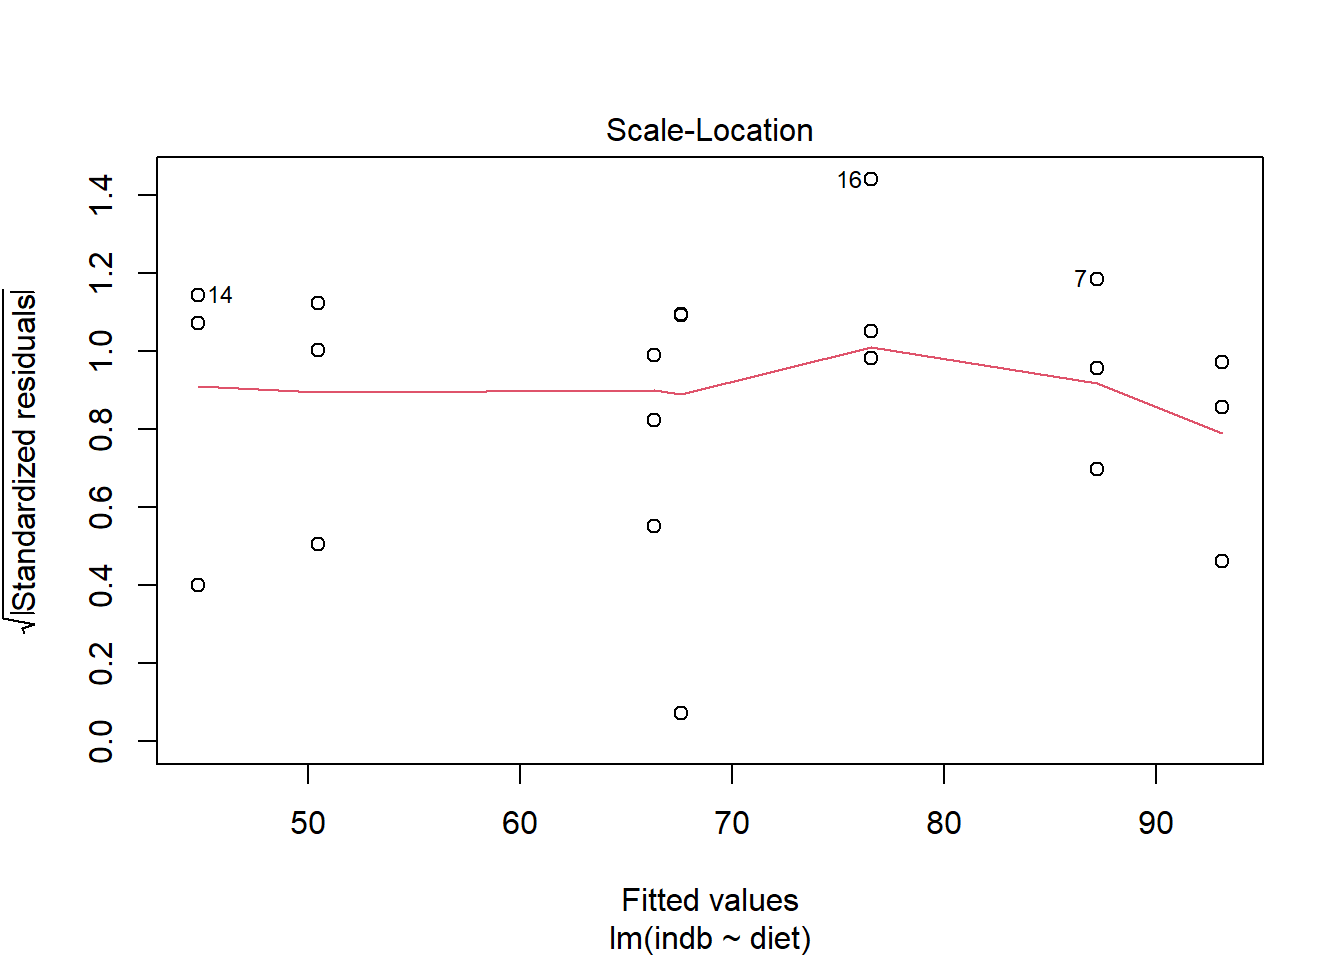 Scale-Location
√|Standardized residuals|
1.4
1.2
1.0
0.8
0.6
0.4
0.2
0.0
16
7
14
50 60 70 80 90
Fitted values
lm(indb ~ diet)